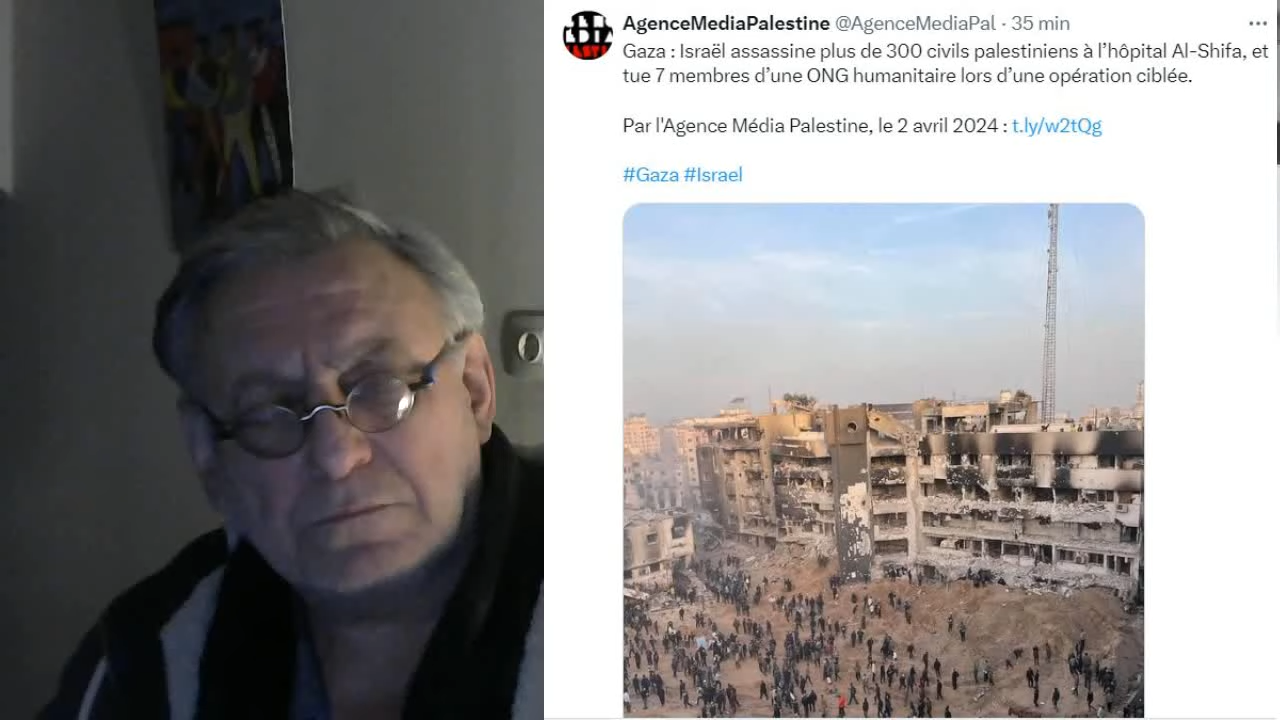 AgenceMediaPalestine @AgenceMediaPal · 35 min
Gaza : Israël assassine plus de 300 civils palestiniens à l’hôpital Al-Shifa, et
tue 7 membres d’une ONG humanitaire lors d’une opération ciblée.
Par l'Agence Média Palestine, le 2 avril 2024 : t.ly/w2tQg
#Gaza #Israel